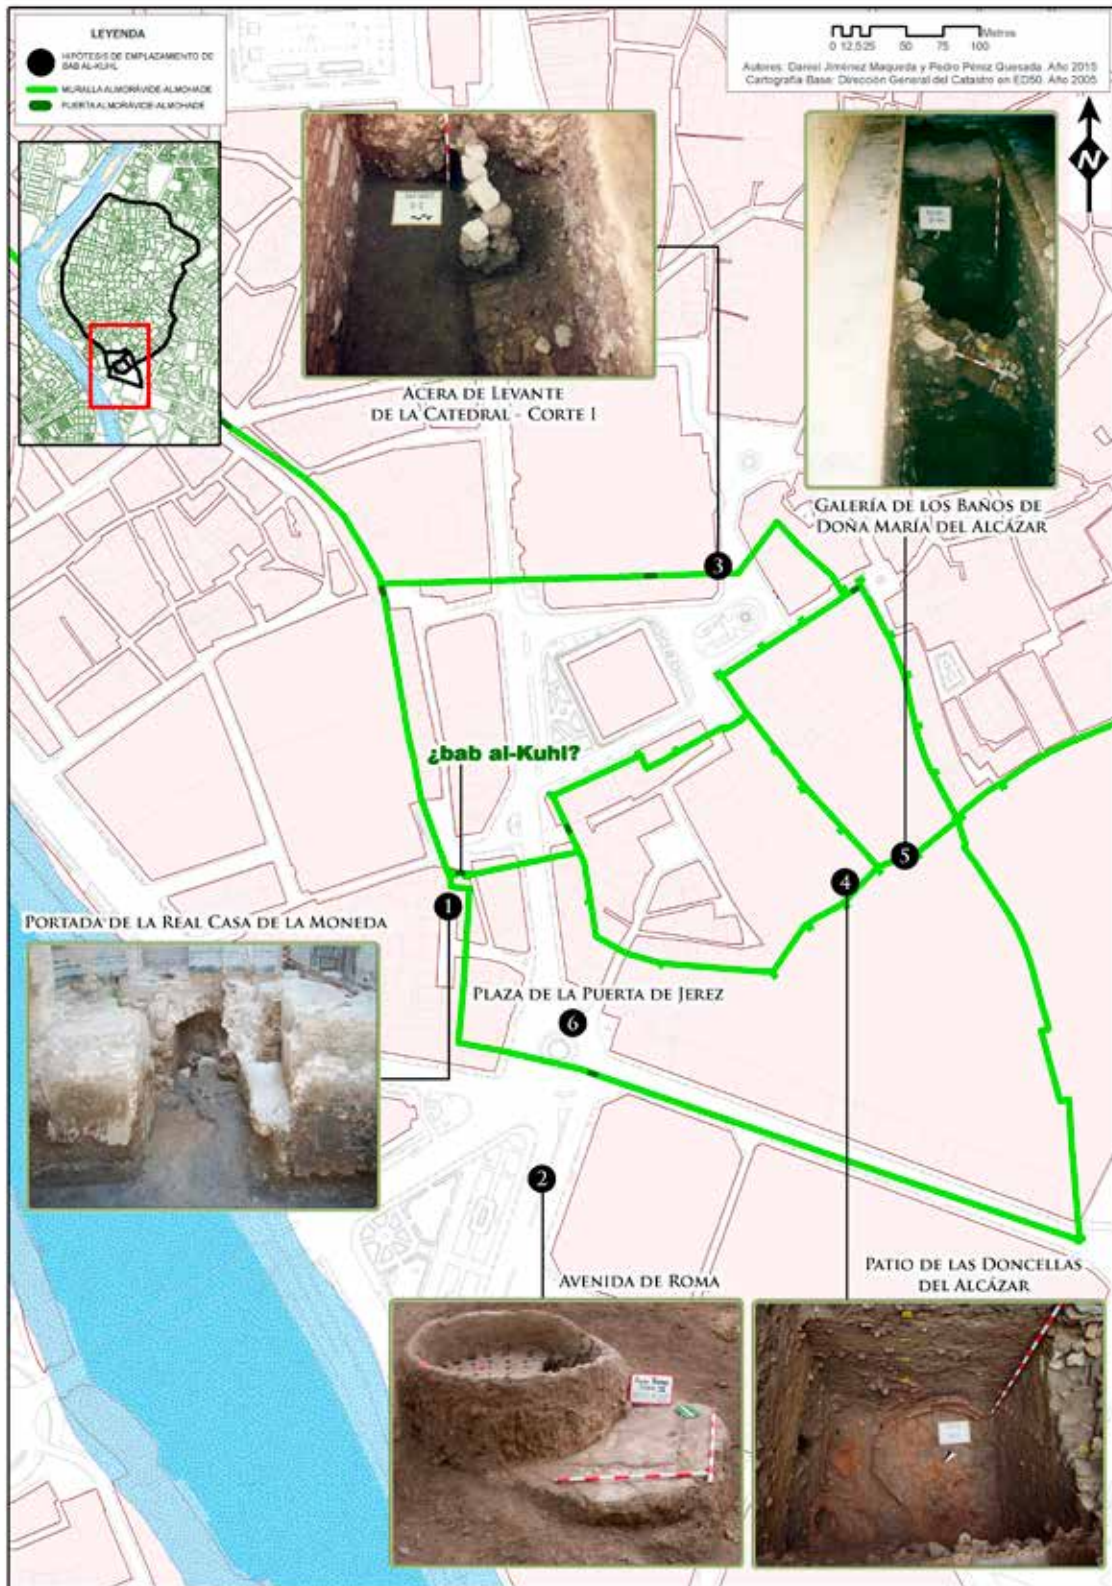 LEYENDA
HIPÓTESIS DE EMPLAZAMIENTO DE
BAB AL-KUHL
MURALLA ALMORÁVIDE-ALMOHADE
PUERTA ALMORÁVIDE-ALMOHADE
0 12,525 50 75 100
Metros
Autores: Daniel Jiménez Maqueda y Pedro Pérez Quesada. Año 2015
Cartografía Base: Dirección General del Catastro en ED50. Año 2005
N
ACERA DE LEVANTE
DE LA CATEDRAL - CORTE I
GALERÍA DE LOS BAÑOS DE
DOÑA MARÍA DEL ALCÁZAR
3
¿bab al-Kuhl?
5
4
1
PORTADA DE LA REAL CASA DE LA MONEDA
PLAZA DE LA PUERTA DE JEREZ
6
2
AVENIDA DE ROMA
PATIO DE LAS DONCELLAS
DEL ALCÁZAR